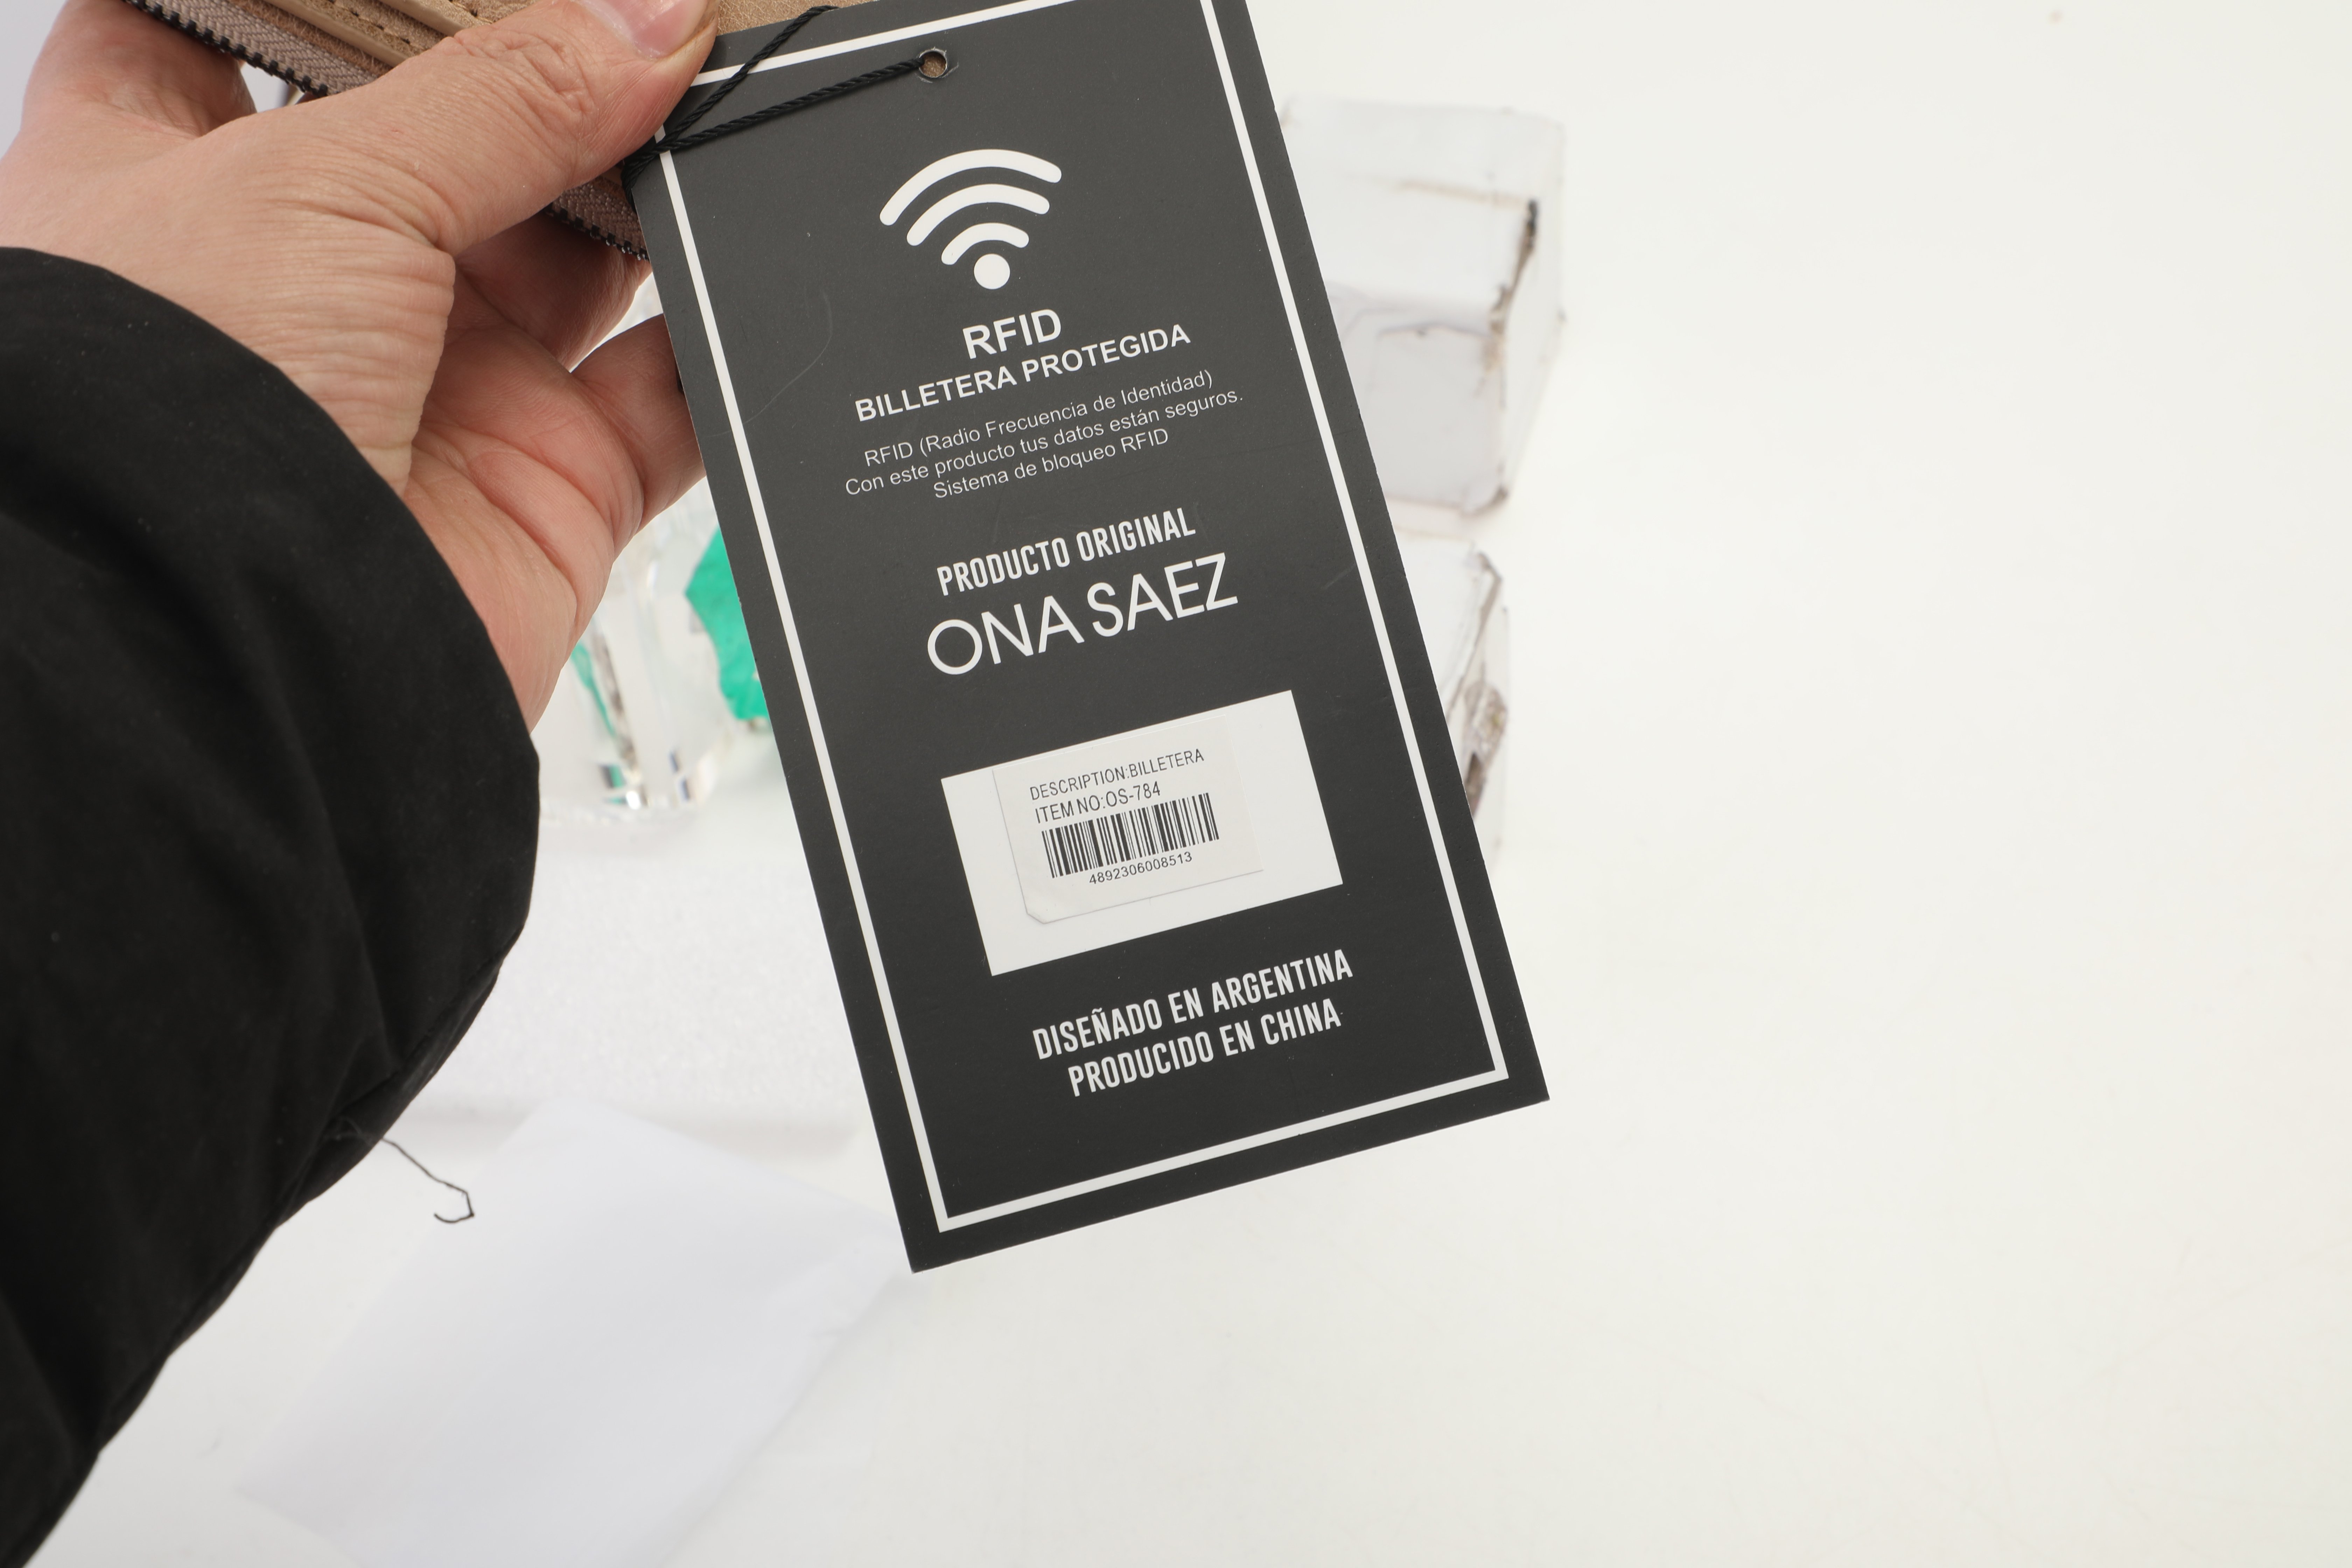 RFID
BILLETERA PROTEGIDA
RFID (Radio Frecuencia de Identidad)
Con este producto tus datos están seguros.
Sistema de bloqueo RFID
PRODUCTO ORIGINAL
ONA SAEZ
DESCRIPTION:BILLETERA
ITEM NO:OS-784
4892306008513
DISEÑADO EN ARGENTINA
PRODUCIDO EN CHINA